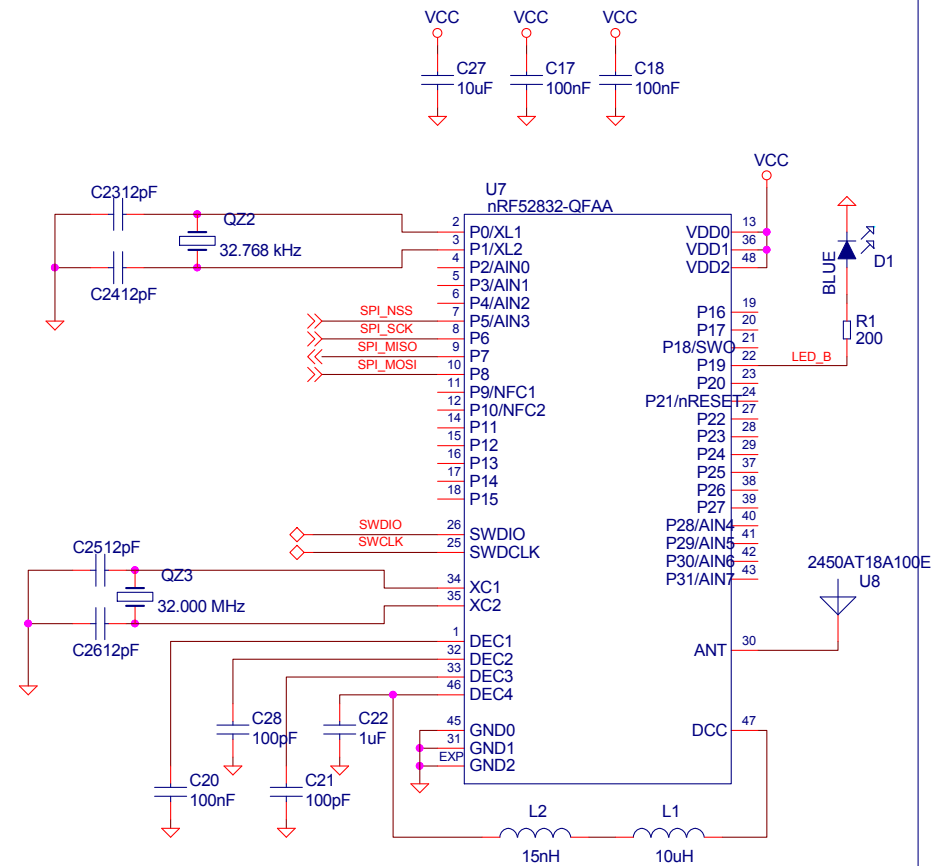 VCC
VCC
VCC
C27
10uF
C17
100nF
C18
100nF
VCC
C2312pF
QZ2
32.768 kHz
C2412pF
U7
nRF52832-QFAA
2
P0/XL1
3
P1/XL2
4
P2/AIN0
5
P3/AIN1
6
P4/AIN2
SPI_NSS
7
P5/AIN3
SPI_SCK
8
P6
SPI_MISO
9
P7
SPI_MOSI
10
P8
11
P9/NFC1
12
P10/NFC2
14
P11
15
P12
16
P13
17
P14
18
P15
SWDIO
26
SWDIO
SWCLK
25
SWDCLK
34
XC1
35
XC2
1
DEC1
32
DEC2
33
DEC3
46
DEC4
45
GND0
31
GND1
EXP
GND2
13
VDD0
36
VDD1
48
VDD2
19
P16
20
P17
21
P18/SWO
22
P19
LED_B
23
P20
24
P21/nRESET
27
P22
28
P23
29
P24
37
P25
38
P26
39
P27
40
P28/AIN4
41
P29/AIN5
42
P30/AIN6
43
P31/AIN7
30
ANT
47
DCC
BLUE
D1
R1
200
2450AT18A100E
U8
C2512pF
QZ3
32.000 MHz
C2612pF
C28
100pF
C22
1uF
C20
100nF
C21
100pF
L2
15nH
L1
10uH